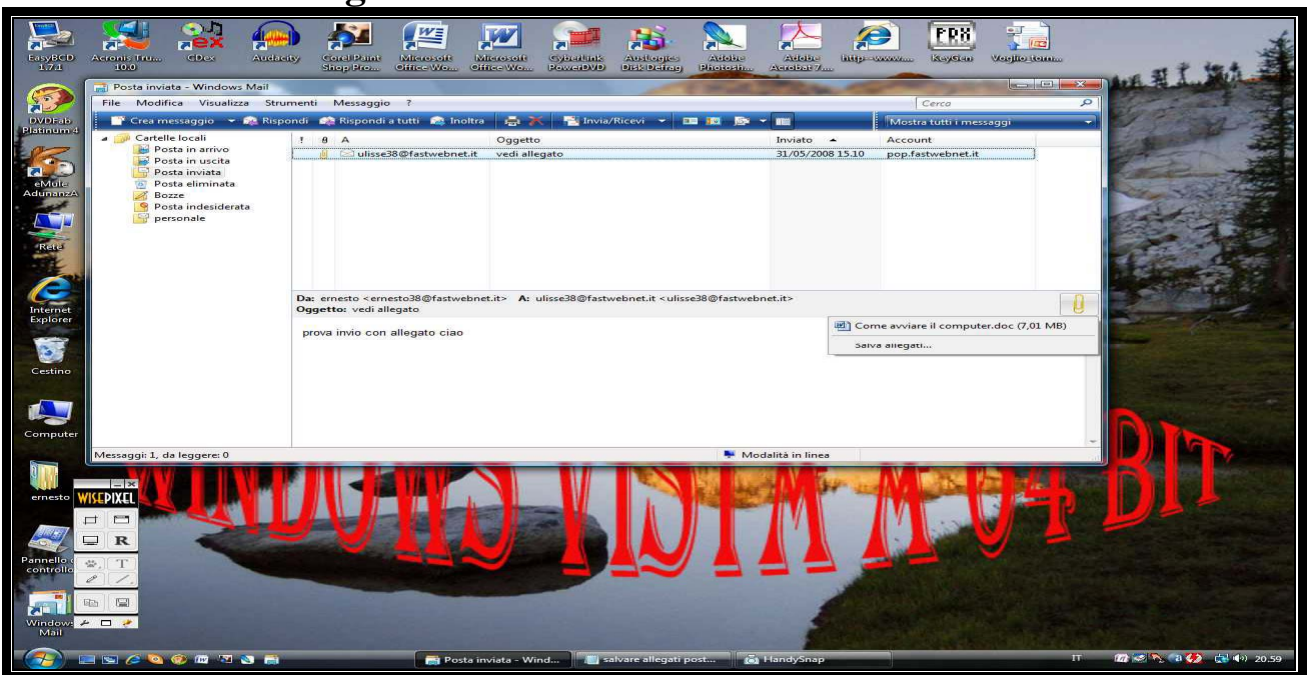 EasyBCD Acronis Tru... CDex Audacity Corel Paint Microsoft Microsoft CyberLink AusLogics Adobe Adobe http--www... KeyGen Voglio_torn...
1.7.1 10.0 Shop Pro... Office Wo... Office Wo... PowerDVD Disk Defrag Photosh... Acrobat 7...
Posta inviata - Windows Mail
File Modifica Visualizza Strumenti Messaggio ? Cerca
Crea messaggio Rispondi Rispondi a tutti Inoltra Invia/Ricevi Mostra tutti i messaggi
DVDFab
Platinum 4
Cartelle locali
Posta in arrivo
Posta in uscita
Posta inviata
Posta eliminata
Bozze
Posta indesiderata
personale
! A Oggetto Inviato Account
ulisse38@fastwebnet.it vedi allegato 31/05/2008 15.10 pop.fastwebnet.it
eMule
AdunanzA
Rete
Internet
Explorer
Cestino
Computer
Da: ernesto <ernesto38@fastwebnet.it> A: ulisse38@fastwebnet.it <ulisse38@fastwebnet.it>
Oggetto: vedi allegato
prova invio con allegato ciao
Come avviare il computer.doc (7,01 MB)
Salva allegati...
Messaggi: 1, da leggere: 0 Modalità in linea
ernesto
WISEPIXEL
R
T
Pannello di
controllo
Windows
Mail
64 BIT
Posta inviata - Wind... salvare allegati post... HandySnap IT 20.59